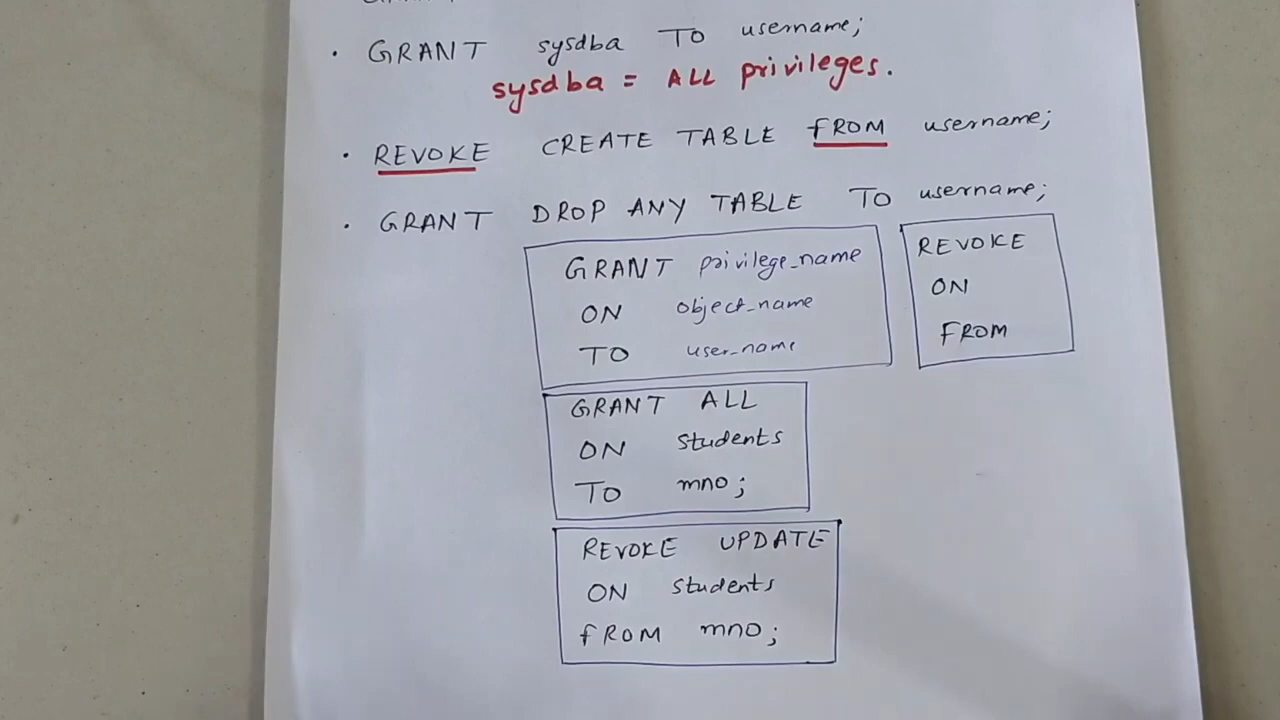 • GRANT sysdba TO username;
sysdba = ALL privileges.
• REVOKE CREATE TABLE fROM username;
• GRANT DROP ANY TABLE TO username;
GRANT privilege_name
ON object_name
TO user_name
REVOKE
ON
FROM
GRANT ALL
ON students
TO mno;
REVOKE UPDATE
ON students
fROM mno;